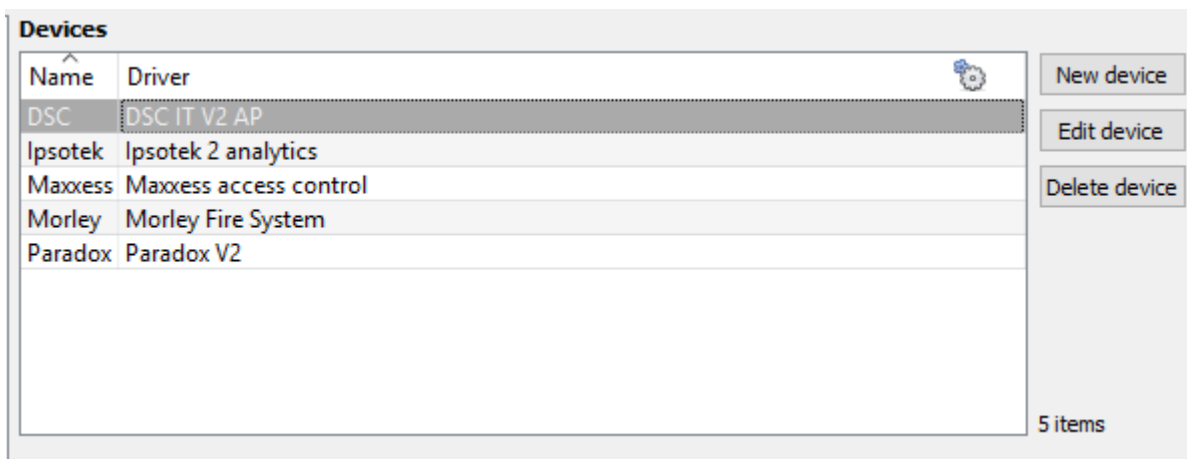 Devices
Name Driver
New device
DSC DSC IT V2 AP
Edit device
Ipsotek Ipsotek 2 analytics
Maxxess Maxxess access control
Delete device
Morley Morley Fire System
Paradox Paradox V2
5 items